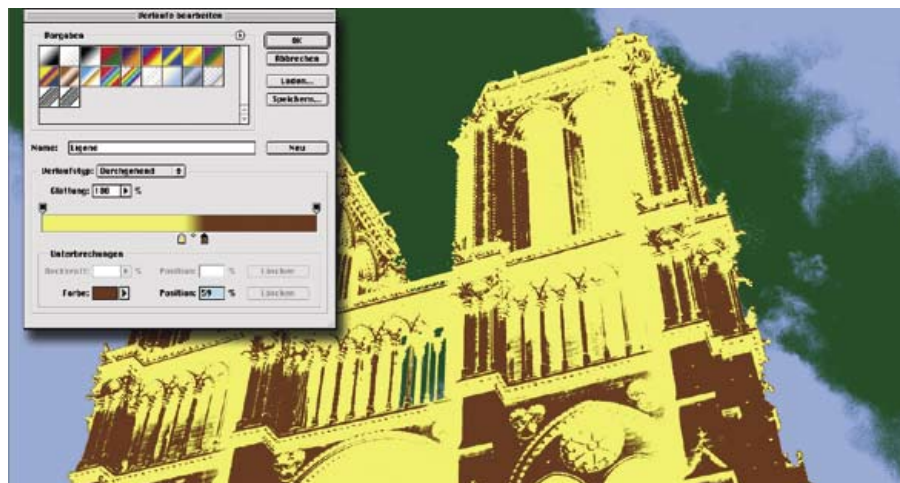 Verläufe bearbeiten
Vorgaben
OK
Abbrechen
Laden...
Speichern...
Name: Eigene
Neu
Verlaufstyp: Durchgehend
Glättung: 100 %
Unterbrechungen
Deckkraft: % Position: % Löschen
Farbe: Position: 59 % Löschen